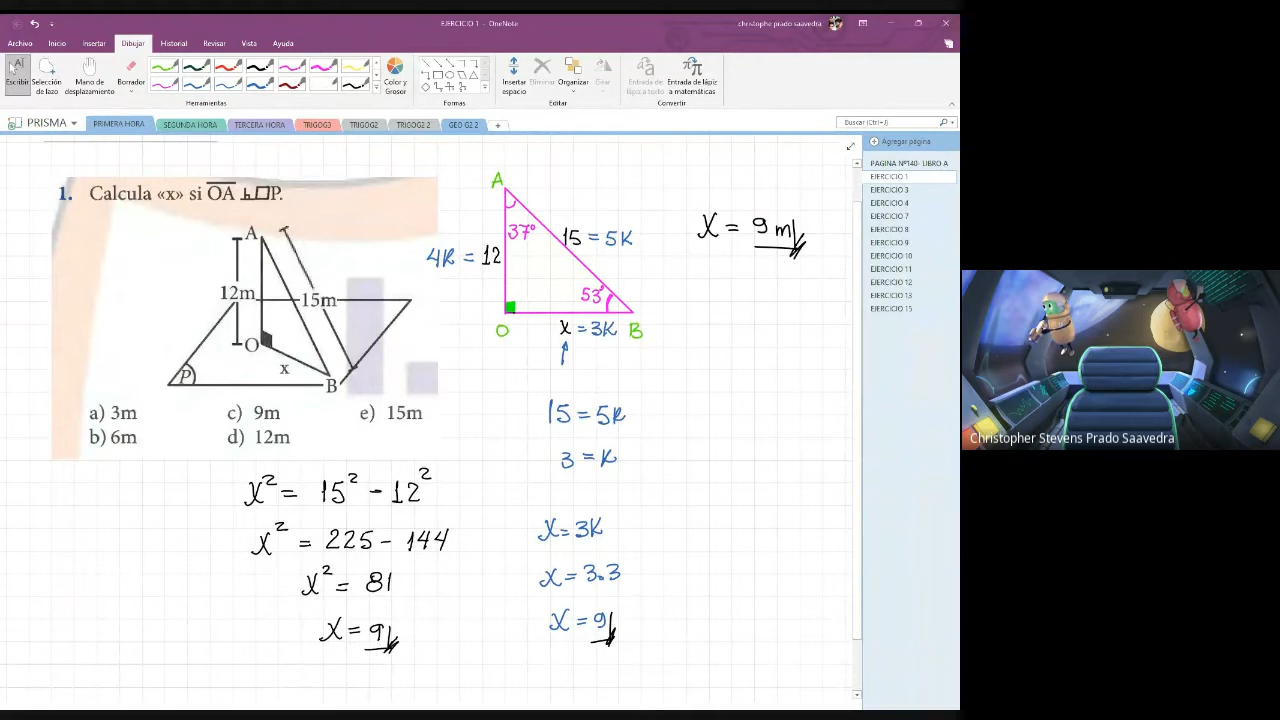 EJERCICIO 1 - OneNote
christophe prado saavedra
Archivo Inicio Insertar Dibujar Historial Revisar Vista Ayuda
Escribir
Selección de lazo
Mano de desplazamiento
Borrador
Color y Grosor
Insertar espacio
Eliminar
Organizar
Girar
Entrada de lápiz a texto
Entrada de lápiz a matemáticas
Herramientas
Formas
Editar
Convertir
PRISMA
PRIMERA HORA
SEGUNDA HORA
TERCERA HORA
TRIGOG3
TRIGOG2
TRIGOG2 2
GEO G2 2
Buscar (Ctrl+J)
Agregar página
PAGINA Nº140- LIBRO A
EJERCICIO 1
EJERCICIO 3
EJERCICIO 4
EJERCICIO 7
EJERCICIO 8
EJERCICIO 9
EJERCICIO 10
EJERCICIO 11
EJERCICIO 12
EJERCICIO 13
EJERCICIO 15
1. Calcula «x» si OA ⊥ ▱P.
A
12m
15m
O
x
P
B
a) 3m c) 9m e) 15m
b) 6m d) 12m
x² = 15² - 12²
x² = 225 - 144
x² = 81
x = 9
A
37°
15 = 5K
4K = 12
53°
O
x = 3K
B
15 = 5K
3 = K
x = 3K
x = 3.3
x = 9
x = 9 m
Christopher Stevens Prado Saavedra